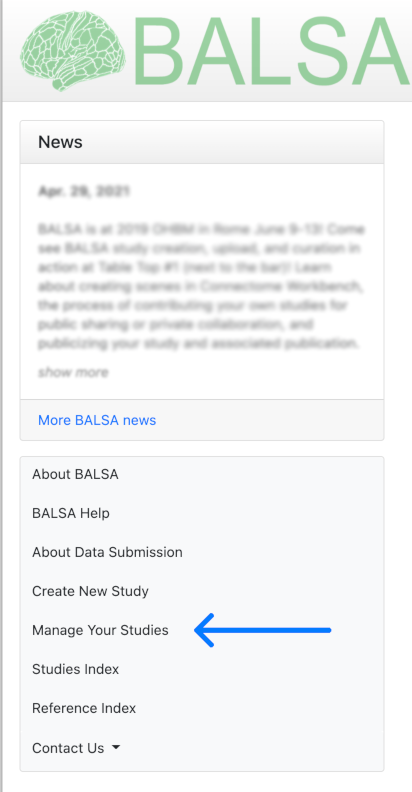 BALSA
News
Apr. 29, 2021
BALSA is at 2019 OHBM in Rome June 9-13! Come
see BALSA study creation, upload, and curation in
action at Table Top #1 (next to the bar)! Learn
about creating scenes in Connectome Workbench,
the process of contributing your own studies for
public sharing or private collaboration, and
publicizing your study and associated publication.
show more
More BALSA news
About BALSA
BALSA Help
About Data Submission
Create New Study
Manage Your Studies
Studies Index
Reference Index
Contact Us